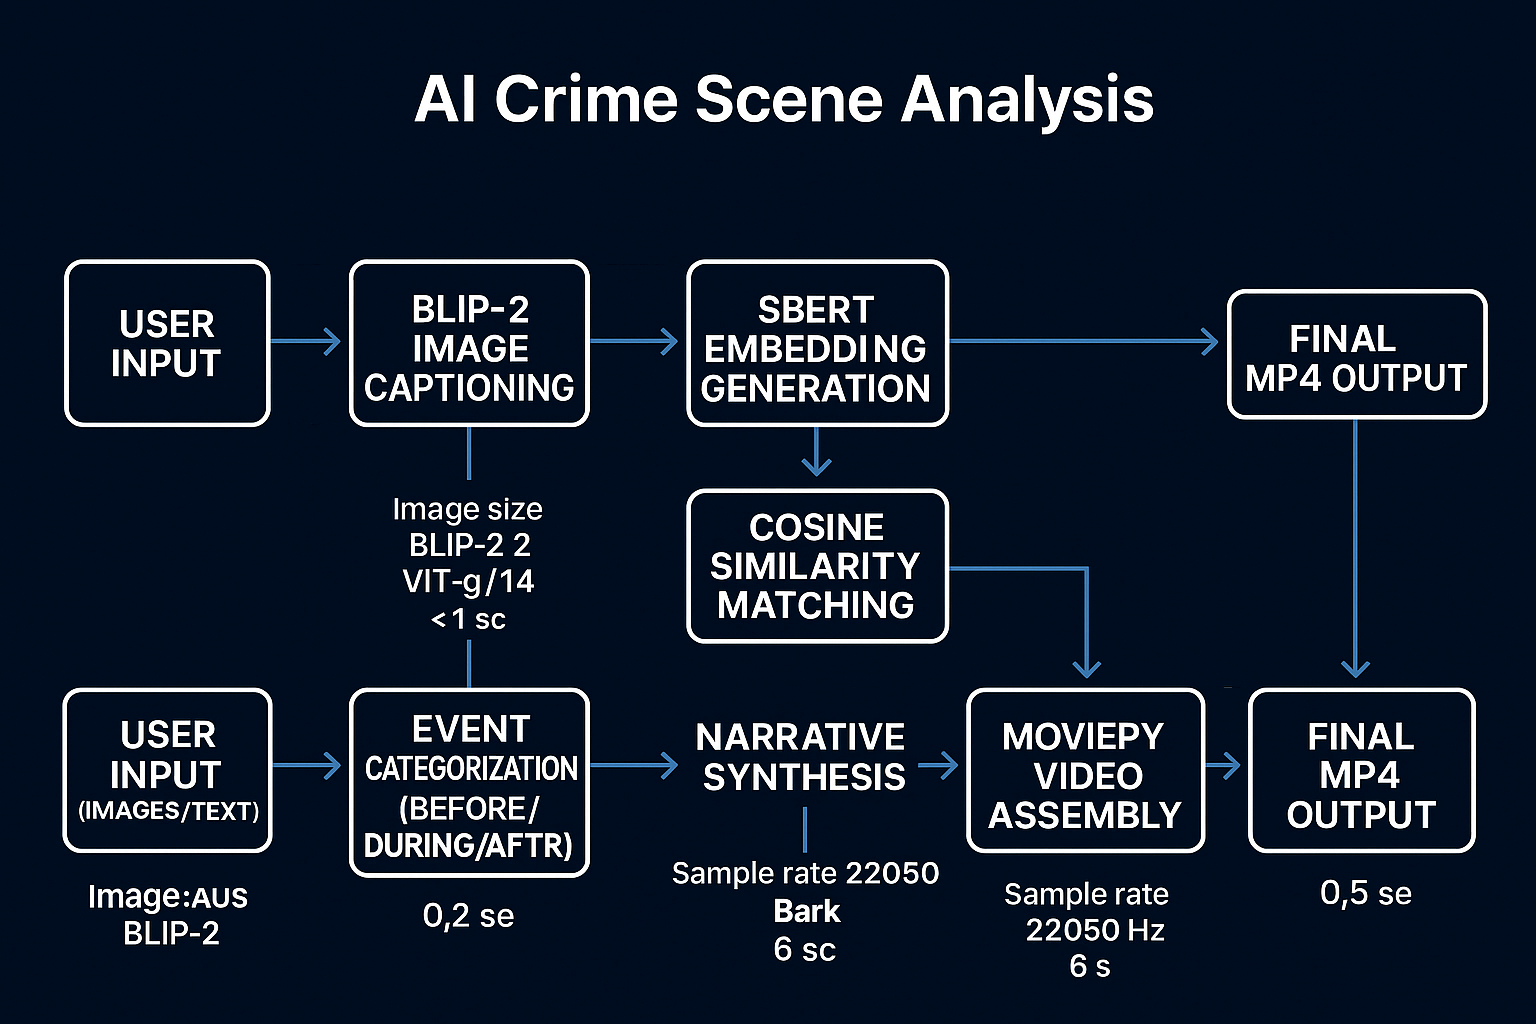 AI Crime Scene Analysis
USER
INPUT
BLIP-2
IMAGE
CAPTIONING
SBERT
EMBEDDING
GENERATION
FINAL
MP4 OUTPUT
Image size
BLIP-2 2
VIT-g/14
<1 sc
COSINE
SIMILARITY
MATCHING
USER
INPUT
(IMAGES/TEXT)
Image:AUS
BLIP-2
EVENT
CATEGORIZATION
(BEFORE/
DURING/AFTR)
0,2 se
NARRATIVE
SYNTHESIS
Sample rate 22050
Bark
6 sc
MOVIEPY
VIDEO
ASSEMBLY
Sample rate
22050 Hz
6 s
FINAL
MP4
OUTPUT
0,5 se